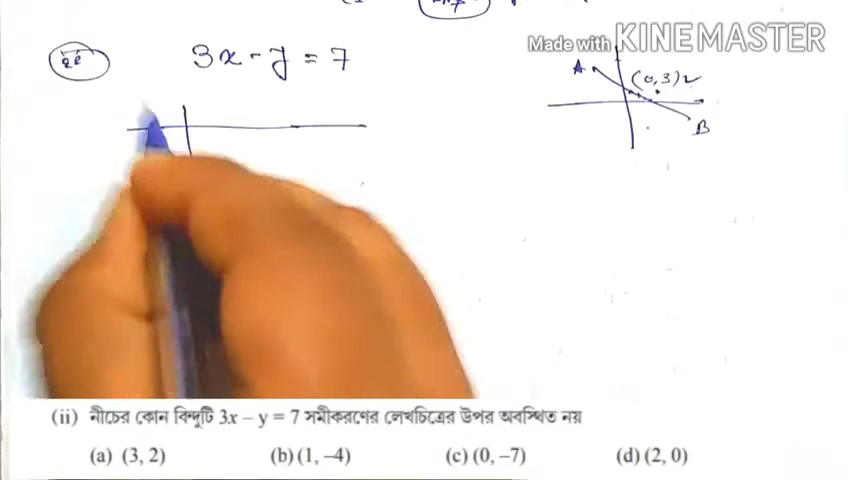 Made with KINEMASTER
3x - y = 7
A
(0,3)
B
(ii) নীচের কোন বিন্দুটি 3x – y = 7 সমীকরণের লেখচিত্রের উপর অবস্থিত নয়
(a) (3, 2) (b) (1, –4) (c) (0, –7) (d) (2, 0)